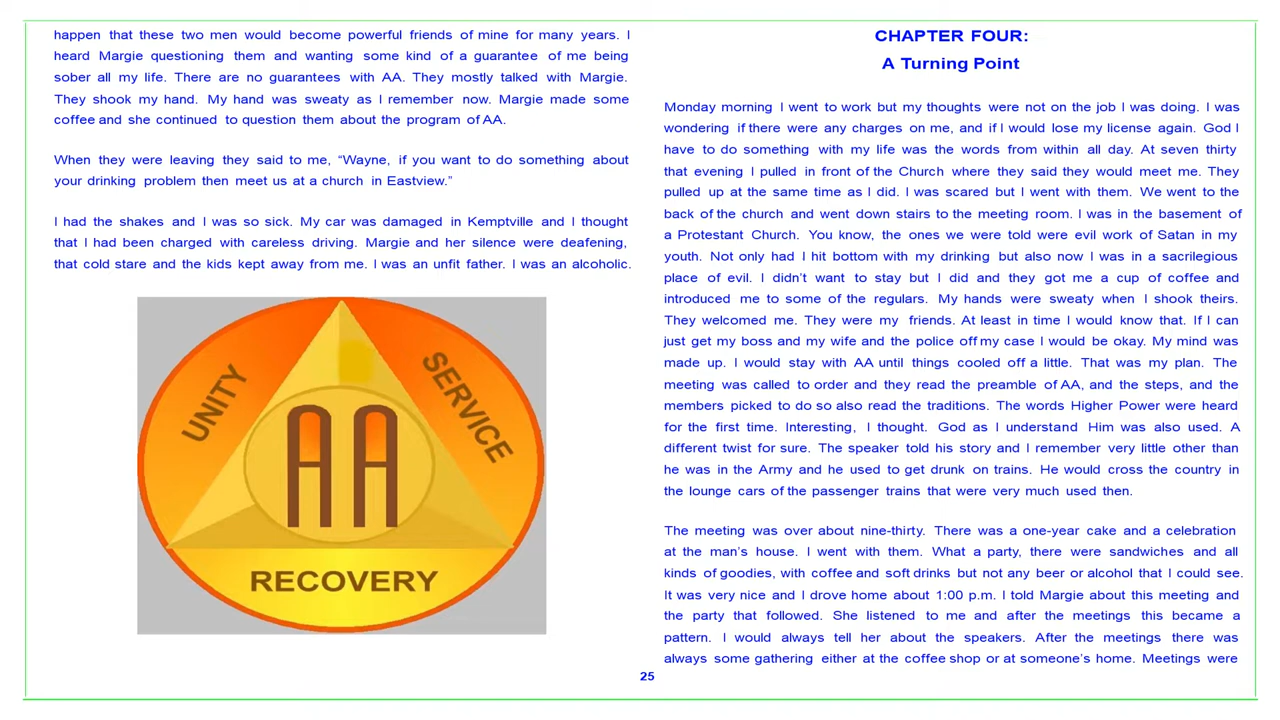 happen that these two men would become powerful friends of mine for many years. I
heard Margie questioning them and wanting some kind of a guarantee of me being
sober all my life. There are no guarantees with AA. They mostly talked with Margie.
They shook my hand. My hand was sweaty as I remember now. Margie made some
coffee and she continued to question them about the program of AA.
When they were leaving they said to me, “Wayne, if you want to do something about
your drinking problem then meet us at a church in Eastview.”
I had the shakes and I was so sick. My car was damaged in Kemptville and I thought
that I had been charged with careless driving. Margie and her silence were deafening,
that cold stare and the kids kept away from me. I was an unfit father. I was an alcoholic.
UNITY
SERVICE
AA
RECOVERY
CHAPTER FOUR:
A Turning Point
Monday morning I went to work but my thoughts were not on the job I was doing. I was
wondering if there were any charges on me, and if I would lose my license again. God I
have to do something with my life was the words from within all day. At seven thirty
that evening I pulled in front of the Church where they said they would meet me. They
pulled up at the same time as I did. I was scared but I went with them. We went to the
back of the church and went down stairs to the meeting room. I was in the basement of
a Protestant Church. You know, the ones we were told were evil work of Satan in my
youth. Not only had I hit bottom with my drinking but also now I was in a sacrilegious
place of evil. I didn’t want to stay but I did and they got me a cup of coffee and
introduced me to some of the regulars. My hands were sweaty when I shook theirs.
They welcomed me. They were my friends. At least in time I would know that. If I can
just get my boss and my wife and the police off my case I would be okay. My mind was
made up. I would stay with AA until things cooled off a little. That was my plan. The
meeting was called to order and they read the preamble of AA, and the steps, and the
members picked to do so also read the traditions. The words Higher Power were heard
for the first time. Interesting, I thought. God as I understand Him was also used. A
different twist for sure. The speaker told his story and I remember very little other than
he was in the Army and he used to get drunk on trains. He would cross the country in
the lounge cars of the passenger trains that were very much used then.
The meeting was over about nine-thirty. There was a one-year cake and a celebration
at the man’s house. I went with them. What a party, there were sandwiches and all
kinds of goodies, with coffee and soft drinks but not any beer or alcohol that I could see.
It was very nice and I drove home about 1:00 p.m. I told Margie about this meeting and
the party that followed. She listened to me and after the meetings this became a
pattern. I would always tell her about the speakers. After the meetings there was
always some gathering either at the coffee shop or at someone’s home. Meetings were
25